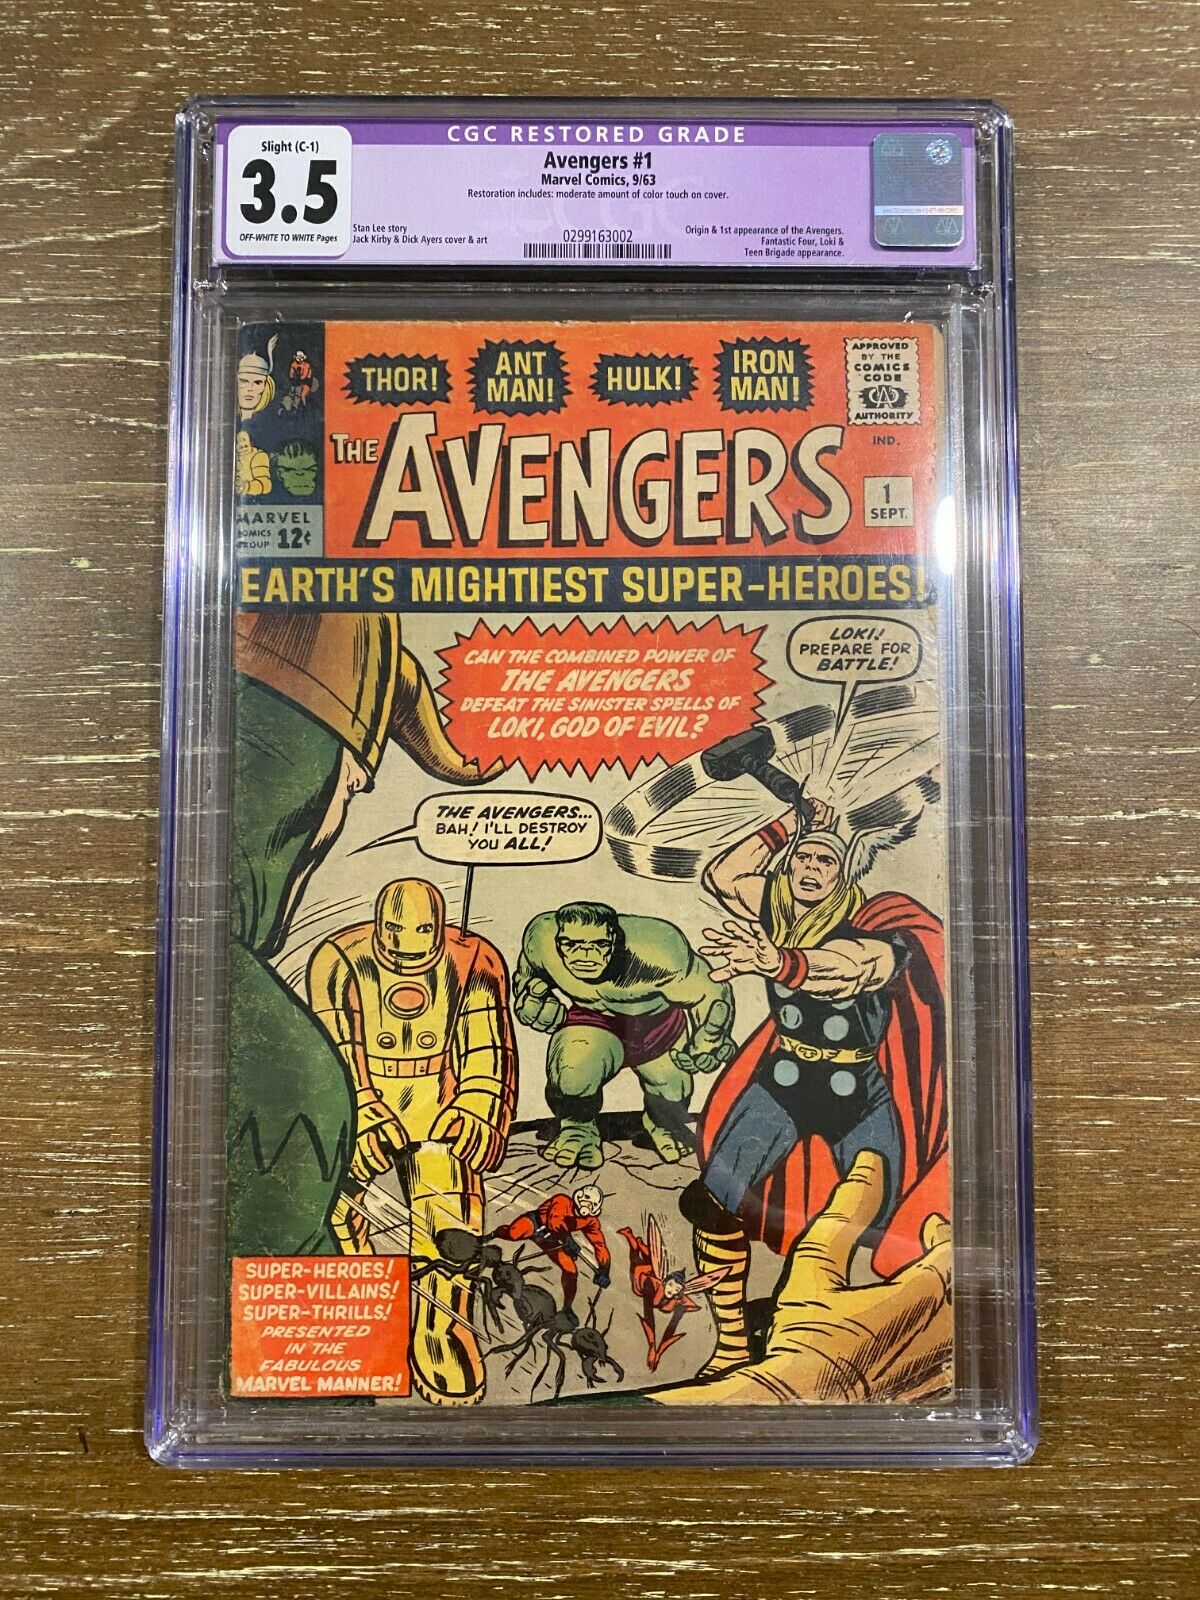 CGC RESTORED GRADE
Slight (C-1)
3.5
OFF-WHITE TO WHITE Pages
Avengers #1
Marvel Comics, 9/63
Restoration includes: moderate amount of color touch on cover.
Stan Lee story
Jack Kirby & Dick Ayers cover & art
0299163002
Origin & 1st appearance of the Avengers.
Fantastic Four, Loki &
Teen Brigade appearance.
THOR!
ANT
MAN!
HULK!
IRON
MAN!
APPROVED
BY THE
COMICS
CODE
CA
AUTHORITY
THE AVENGERS
IND.
1
SEPT.
MARVEL
COMICS
GROUP
12¢
EARTH'S MIGHTIEST SUPER-HEROES!
CAN THE COMBINED POWER OF
THE AVENGERS
DEFEAT THE SINISTER SPELLS OF
LOKI, GOD OF EVIL?
LOKI!
PREPARE FOR
BATTLE!
THE AVENGERS...
BAH! I'LL DESTROY
YOU ALL!
SUPER-HEROES!
SUPER-VILLAINS!
SUPER-THRILLS!
PRESENTED
IN THE
FABULOUS
MARVEL MANNER!